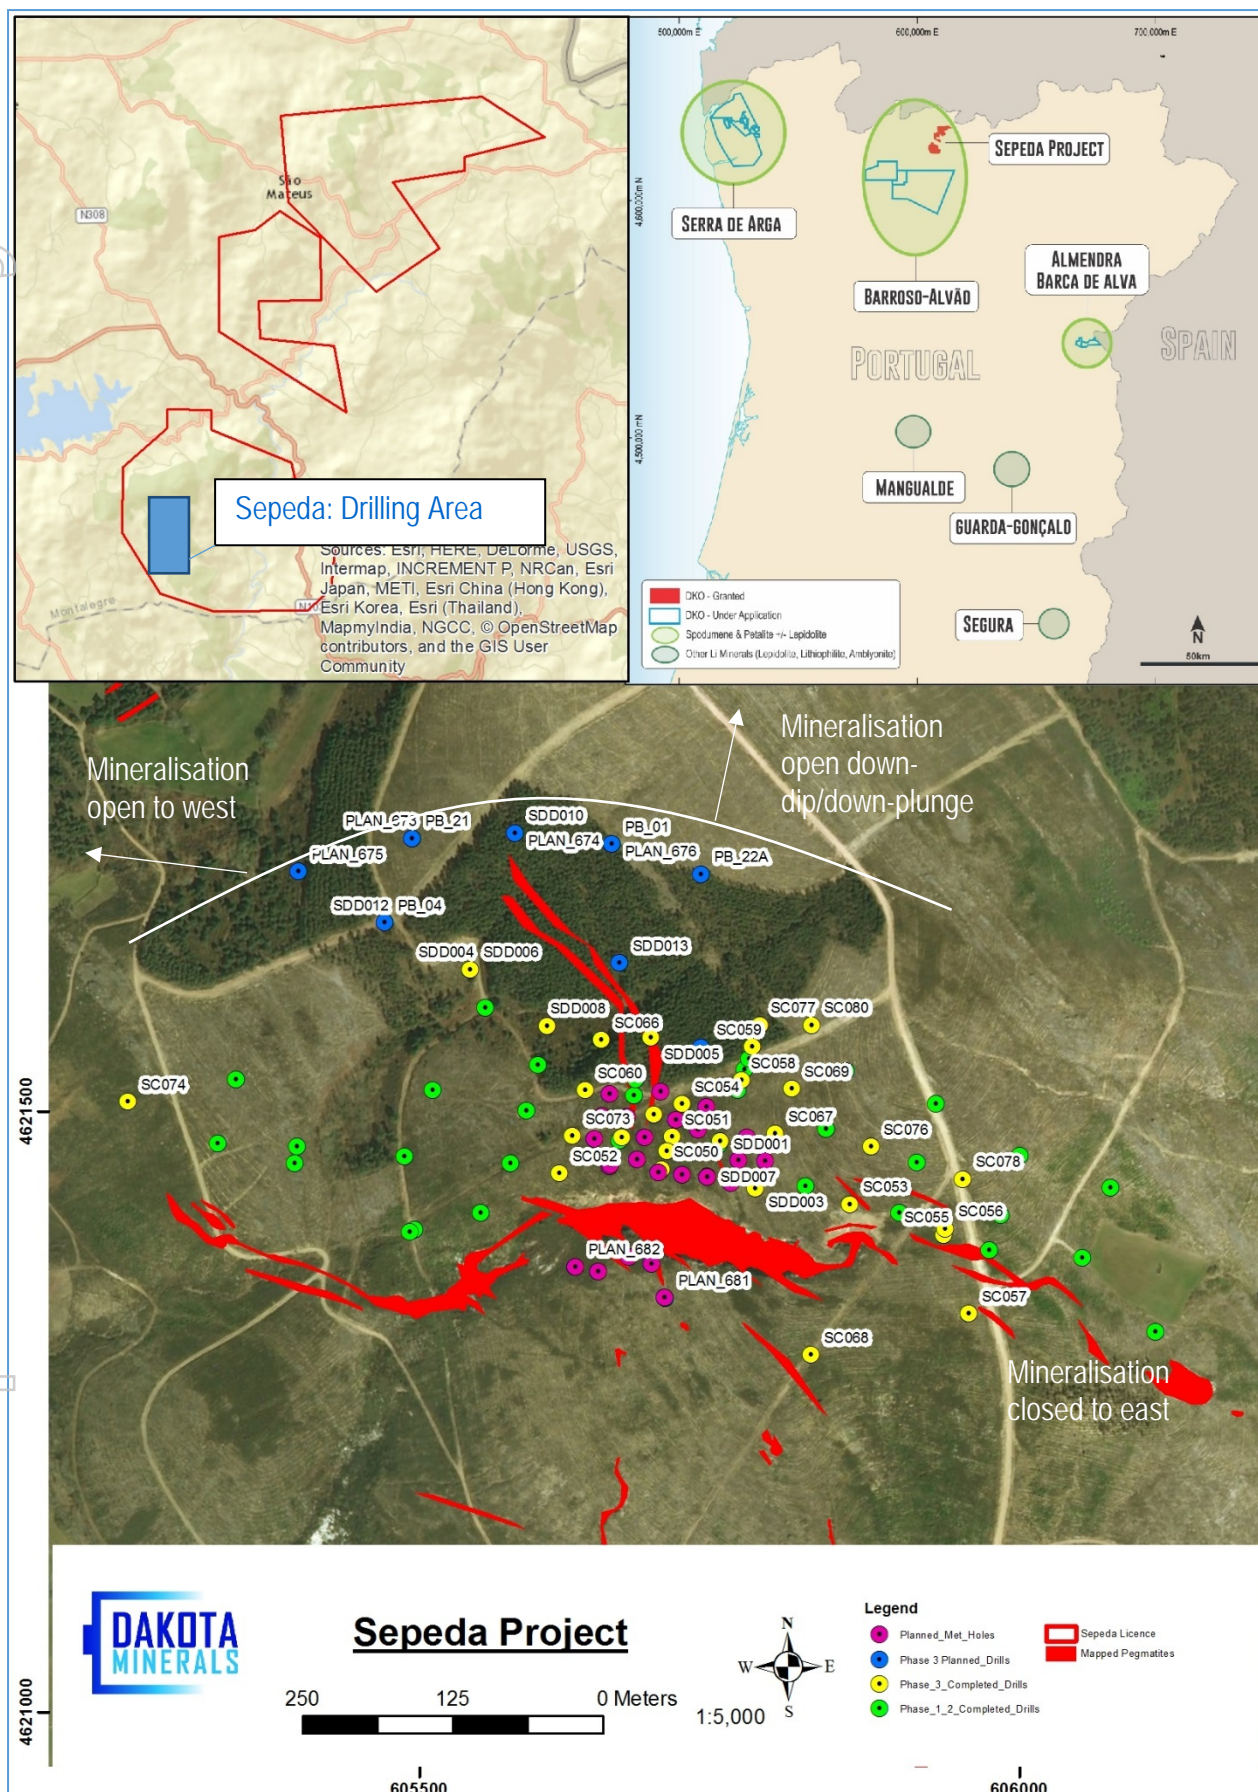 São
Mateus
N308
Montalegre
N103
Sepeda: Drilling Area
Sources: Esri, HERE, DeLorme, USGS,
Intermap, INCREMENT P, NRCan, Esri
Japan, METI, Esri China (Hong Kong),
Esri Korea, Esri (Thailand),
MapmyIndia, NGCC, © OpenStreetMap
contributors, and the GIS User
Community
500,000m E
600,000m E
700,000m E
4,600,000m N
4,500,000 mN
SEPEDA PROJECT
SERRA DE ARGA
BARROSO-ALVÃO
ALMENDRA
BARCA DE ALVA
PORTUGAL
SPAIN
MANGUALDE
GUARDA-GONÇALO
SEGURA
DKO - Granted
DKO - Under Application
Spodumene & Petalite +/- Lepidolite
Other Li Minerals (Lepidolite, Lithiophilite, Amblyonite)
N
50km
Mineralisation
open to west
Mineralisation
open down-
dip/down-plunge
PLAN_673 PB_21
SDD010
PLAN_674
PB_01
PLAN_676
PB_22A
PLAN_675
SDD012 PB_04
SDD013
SDD004 SDD006
SDD008
SC066
SC077
SC080
SC059
SDD005
SC058
SC069
SC074
SC060
SC054
SC073
SC051
SC067
SC076
SC052
SC050
SDD001
SDD007
SC078
SDD003
SC053
SC055
SC056
PLAN_682
PLAN_681
SC057
SC068
Mineralisation
closed to east
4621500
4621000
DAKOTA
MINERALS
Sepeda Project
250 125 0 Meters
1:5,000
N
W E
S
Legend
Planned_Met_Holes
Phase 3 Planned_Drills
Phase_3_Completed_Drills
Phase_1_2_Completed_Drills
Sepeda Licence
Mapped Pegmatites
605500
606000